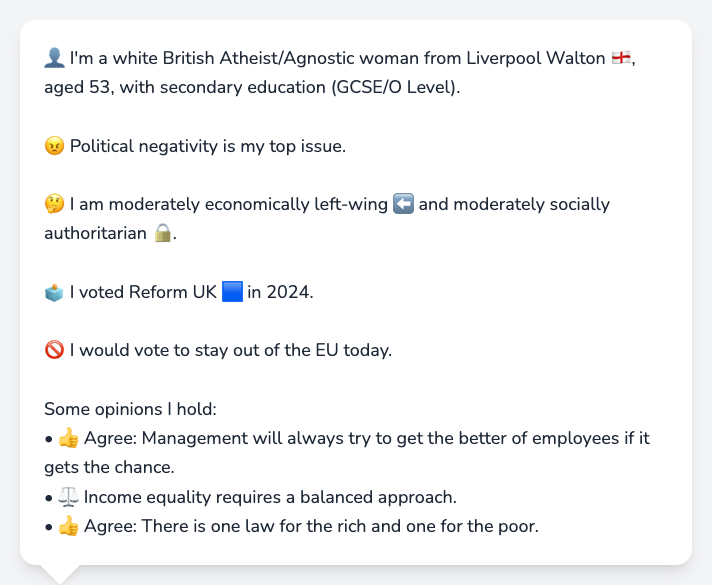 👤 I'm a white British Atheist/Agnostic woman from Liverpool Walton 🏴󠁧󠁢󠁥󠁮󠁧󠁿,
aged 53, with secondary education (GCSE/O Level).
😠 Political negativity is my top issue.
🤔 I am moderately economically left-wing ⬅️ and moderately socially
authoritarian 🔒.
🗳️ I voted Reform UK 🟦 in 2024.
🚫 I would vote to stay out of the EU today.
Some opinions I hold:
• 👍 Agree: Management will always try to get the better of employees if it
gets the chance.
• ⚖️ Income equality requires a balanced approach.
• 👍 Agree: There is one law for the rich and one for the poor.